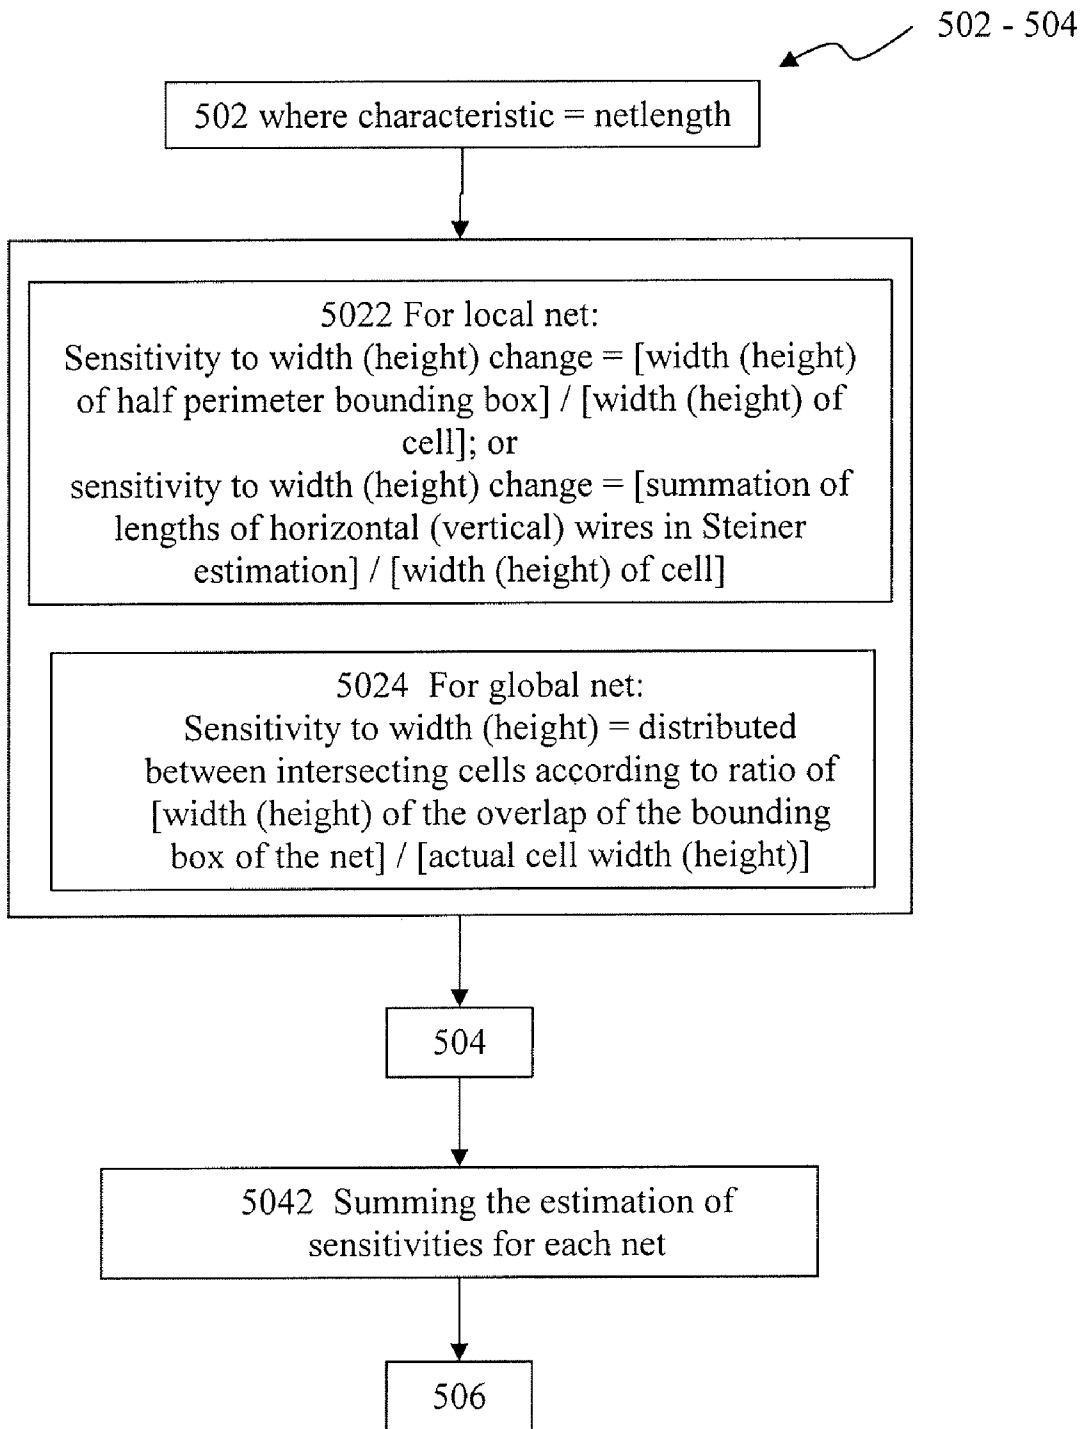 502 - 504
502 where characteristic = netlength
5022 For local net:
Sensitivity to width (height) change = [width (height)
of half perimeter bounding box] / [width (height) of
cell]; or
sensitivity to width (height) change = [summation of
lengths of horizontal (vertical) wires in Steiner
estimation] / [width (height) of cell]
5024 For global net:
Sensitivity to width (height) = distributed
between intersecting cells according to ratio of
[width (height) of the overlap of the bounding
box of the net] / [actual cell width (height)]
504
5042 Summing the estimation of
sensitivities for each net
506